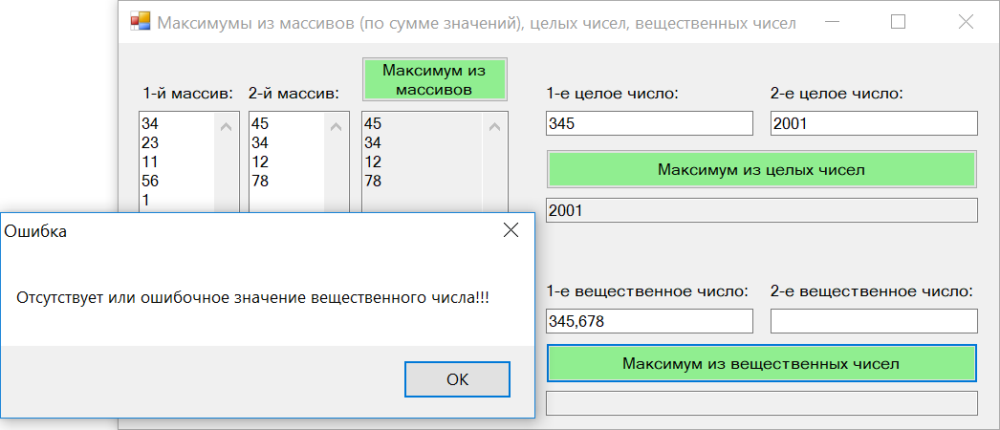 Максимумы из массивов (по сумме значений), целых чисел, вещественных чисел
1-й массив:
34
23
11
56
1
2-й массив:
45
34
12
78
Максимум из
массивов
45
34
12
78
1-е целое число:
345
2-е целое число:
2001
Максимум из целых чисел
2001
1-е вещественное число:
345,678
2-е вещественное число:
Максимум из вещественных чисел
Ошибка
Отсутствует или ошибочное значение вещественного числа!!!
OK